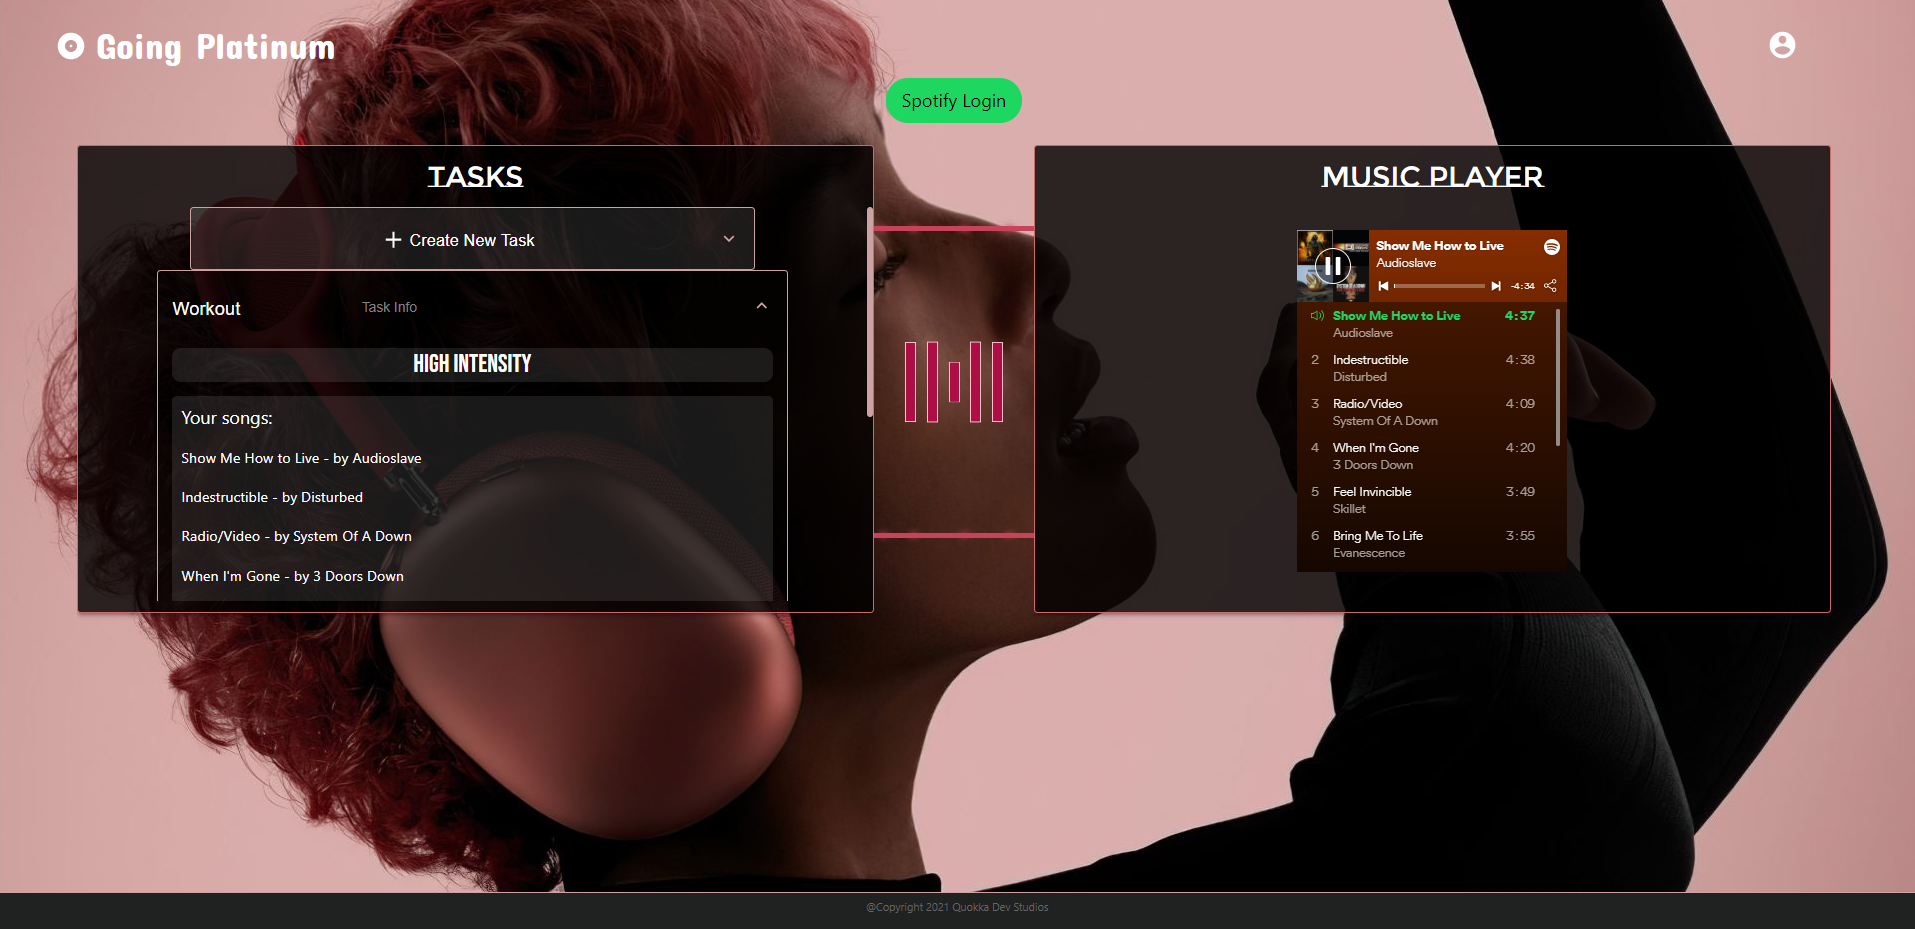 Going Platinum
Spotify Login
TASKS
Create New Task
Workout
Task Info
HIGH INTENSITY
Your songs:
Show Me How to Live - by Audioslave
Indestructible - by Disturbed
Radio/Video - by System Of A Down
When I'm Gone - by 3 Doors Down
MUSIC PLAYER
Show Me How to Live
Audioslave
-4:34
Show Me How to Live 4:37
Audioslave
2 Indestructible 4:38
Disturbed
3 Radio/Video 4:09
System Of A Down
4 When I'm Gone 4:20
3 Doors Down
5 Feel Invincible 3:49
Skillet
6 Bring Me To Life 3:55
Evanescence
@Copyright 2021 Quokka Dev Studios